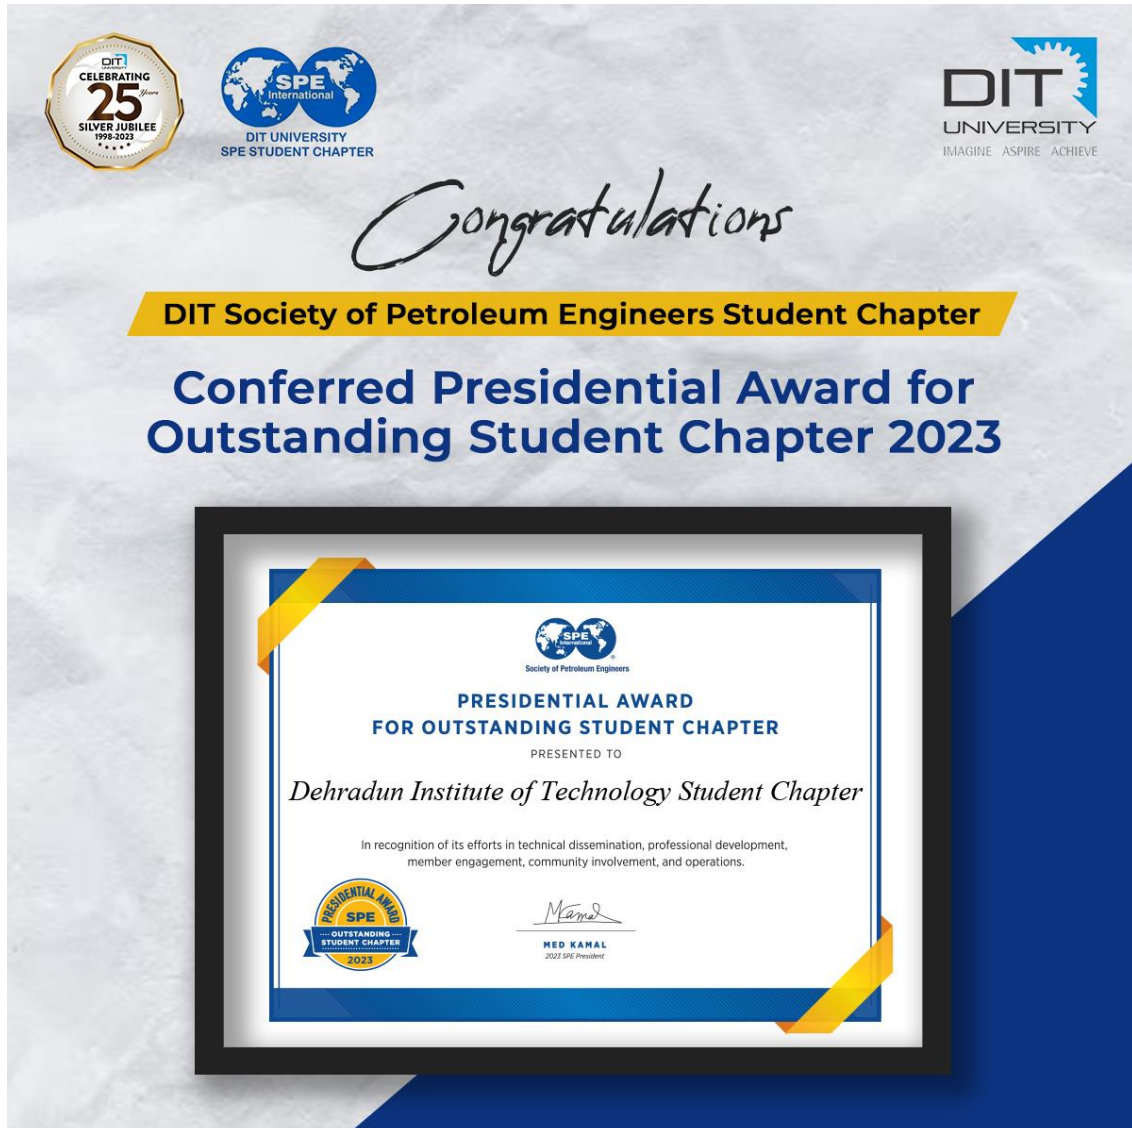 DIT
UNIVERSITY
CELEBRATING
25 Years
SILVER JUBILEE
1998-2023
SPE
International
DIT UNIVERSITY
SPE STUDENT CHAPTER
DIT
UNIVERSITY
IMAGINE ASPIRE ACHIEVE
Congratulations
DIT Society of Petroleum Engineers Student Chapter
Conferred Presidential Award for
Outstanding Student Chapter 2023
SPE
International
Society of Petroleum Engineers
PRESIDENTIAL AWARD
FOR OUTSTANDING STUDENT CHAPTER
PRESENTED TO
Dehradun Institute of Technology Student Chapter
In recognition of its efforts in technical dissemination, professional development,
member engagement, community involvement, and operations.
PRESIDENTIAL AWARD
SPE
OUTSTANDING
STUDENT CHAPTER
2023
MKamal
MED KAMAL
2023 SPE President